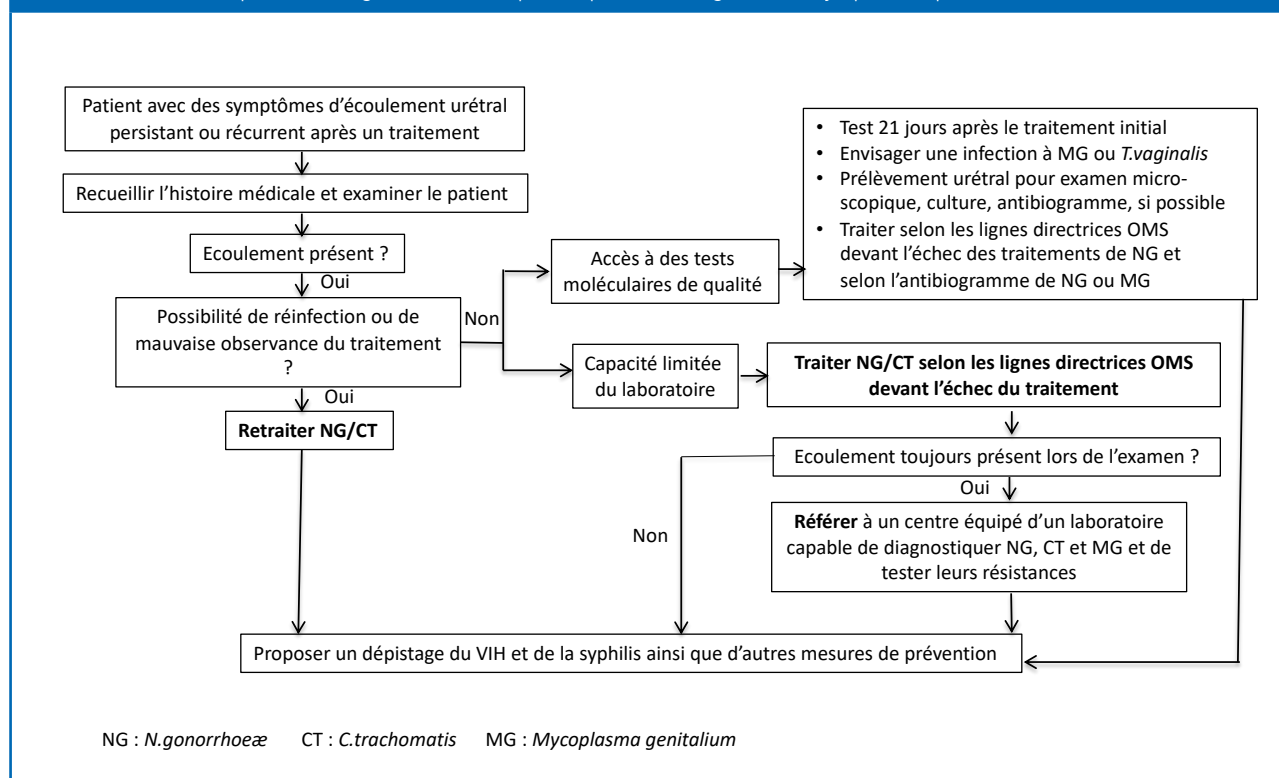 Patient avec des symptômes d'écoulement urétral
persistant ou récurrent après un traitement
Recueillir l'histoire médicale et examiner le patient
Ecoulement présent ?
Oui
Possibilité de réinfection ou de
mauvaise observance du traitement
?
Oui
Retraiter NG/CT
Non
Accès à des tests
moléculaires de qualité
• Test 21 jours après le traitement initial
• Envisager une infection à MG ou T.vaginalis
• Prélèvement urétral pour examen micro-
scopique, culture, antibiogramme, si possible
• Traiter selon les lignes directrices OMS
devant l'échec des traitements de NG et
selon l'antibiogramme de NG ou MG
Capacité limitée
du laboratoire
Traiter NG/CT selon les lignes directrices OMS
devant l'échec du traitement
Ecoulement toujours présent lors de l'examen ?
Oui
Non
Référer à un centre équipé d'un laboratoire
capable de diagnostiquer NG, CT et MG et de
tester leurs résistances
Proposer un dépistage du VIH et de la syphilis ainsi que d'autres mesures de prévention
NG : N.gonorrhoeæ CT : C.trachomatis MG : Mycoplasma genitalium